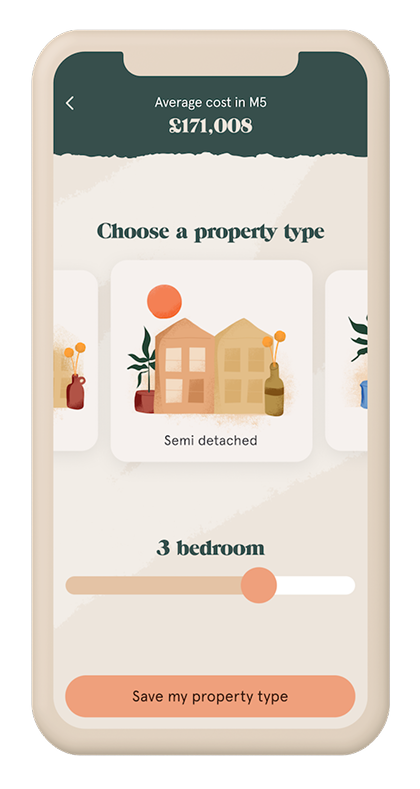 Average cost in M5
£171,008
Choose a property type
Semi detached
3 bedroom
Save my property type